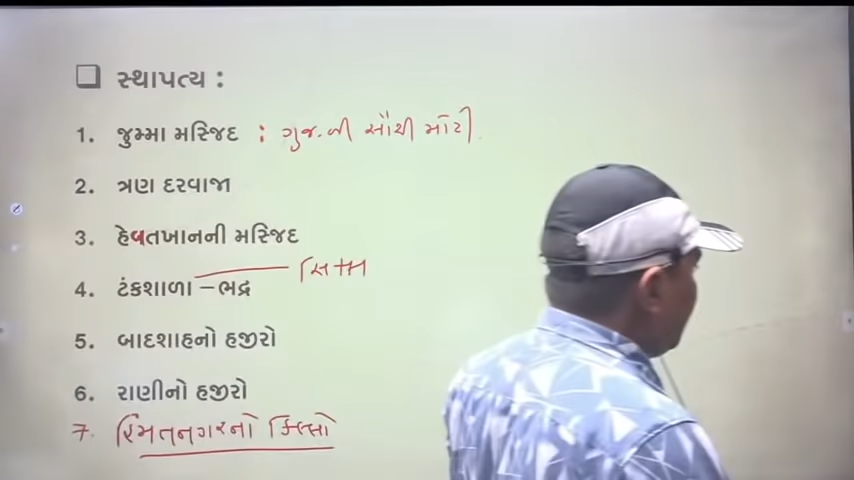 ❑ સ્થાપત્ય :
1. જુમ્મા મસ્જિદ : ગુજ. ની સૌથી મોટી
2. ત્રણ દરવાજા
3. હેબતખાનની મસ્જિદ
4. ટંકશાળા – ભદ્ર
5. બાદશાહનો હજીરો
6. રાણીનો હજીરો
7. હિંમતનગરનો કિલ્લો